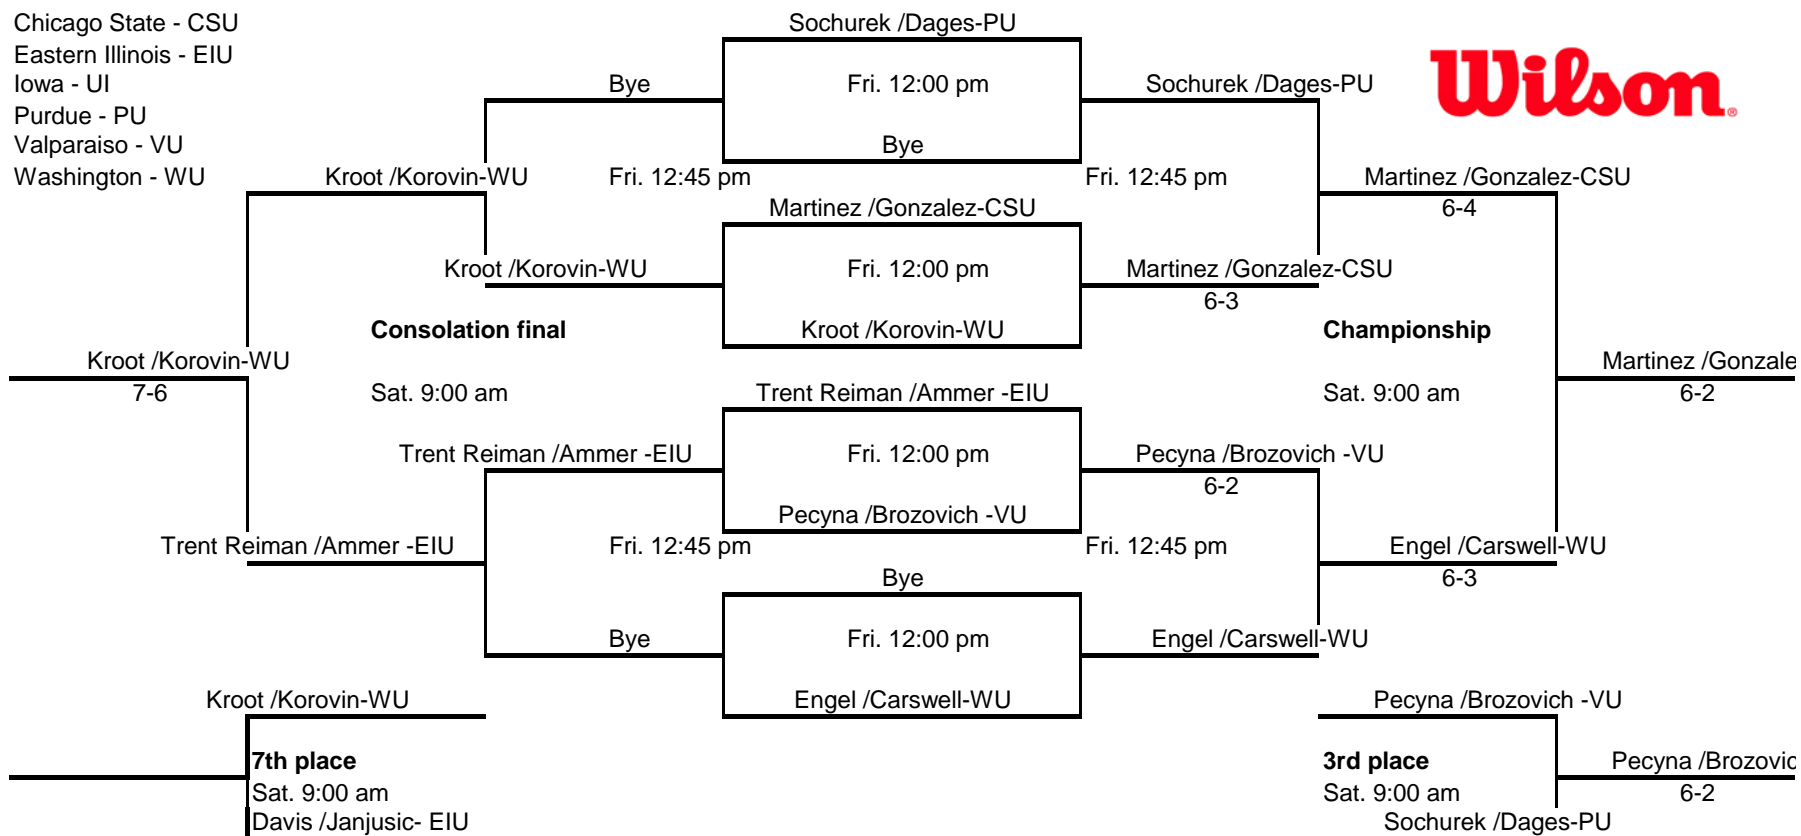 Chicago State - CSU
Eastern Illinois - EIU
Iowa - UI
Purdue - PU
Valparaiso - VU
Washington - WU
Wilson®
Sochurek /Dages-PU
Bye
Fri. 12:00 pm
Sochurek /Dages-PU
Bye
Kroot /Korovin-WU
Fri. 12:45 pm
Fri. 12:45 pm
Martinez /Gonzalez-CSU
6-4
Martinez /Gonzalez-CSU
Kroot /Korovin-WU
Fri. 12:00 pm
Martinez /Gonzalez-CSU
6-3
Consolation final
Kroot /Korovin-WU
Championship
Kroot /Korovin-WU
7-6
Martinez /Gonzale
6-2
Sat. 9:00 am
Trent Reiman /Ammer -EIU
Sat. 9:00 am
Trent Reiman /Ammer -EIU
Fri. 12:00 pm
Pecyna /Brozovich -VU
6-2
Pecyna /Brozovich -VU
Trent Reiman /Ammer -EIU
Fri. 12:45 pm
Fri. 12:45 pm
Engel /Carswell-WU
6-3
Bye
Bye
Fri. 12:00 pm
Engel /Carswell-WU
Kroot /Korovin-WU
Engel /Carswell-WU
Pecyna /Brozovich -VU
7th place
Sat. 9:00 am
Davis /Janjusic- EIU
3rd place
Sat. 9:00 am
Sochurek /Dages-PU
Pecyna /Brozovic
6-2